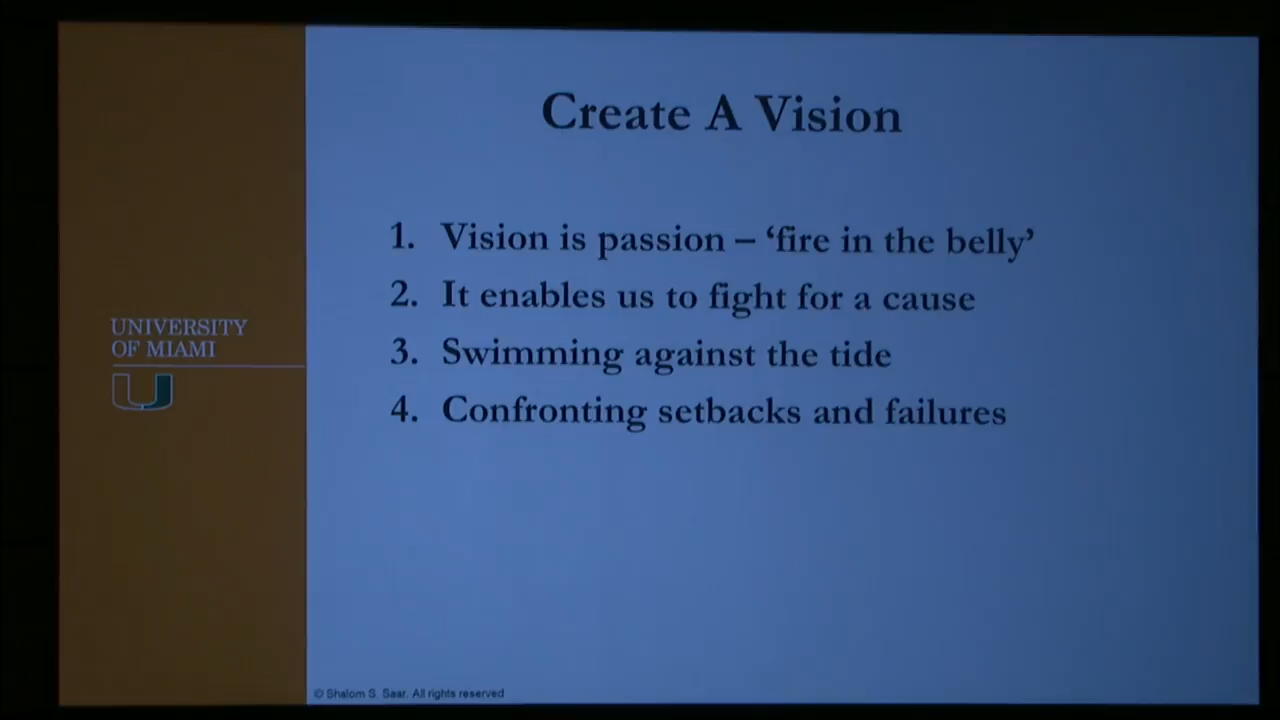 Create A Vision
1. Vision is passion – ‘fire in the belly’
2. It enables us to fight for a cause
3. Swimming against the tide
4. Confronting setbacks and failures
UNIVERSITY
OF MIAMI
© Shalom S. Saar. All rights reserved